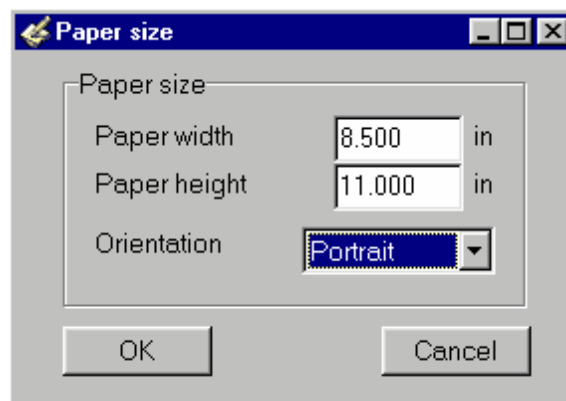 Paper size
Paper size
Paper width 8.500 in
Paper height 11.000 in
Orientation Portrait
OK Cancel